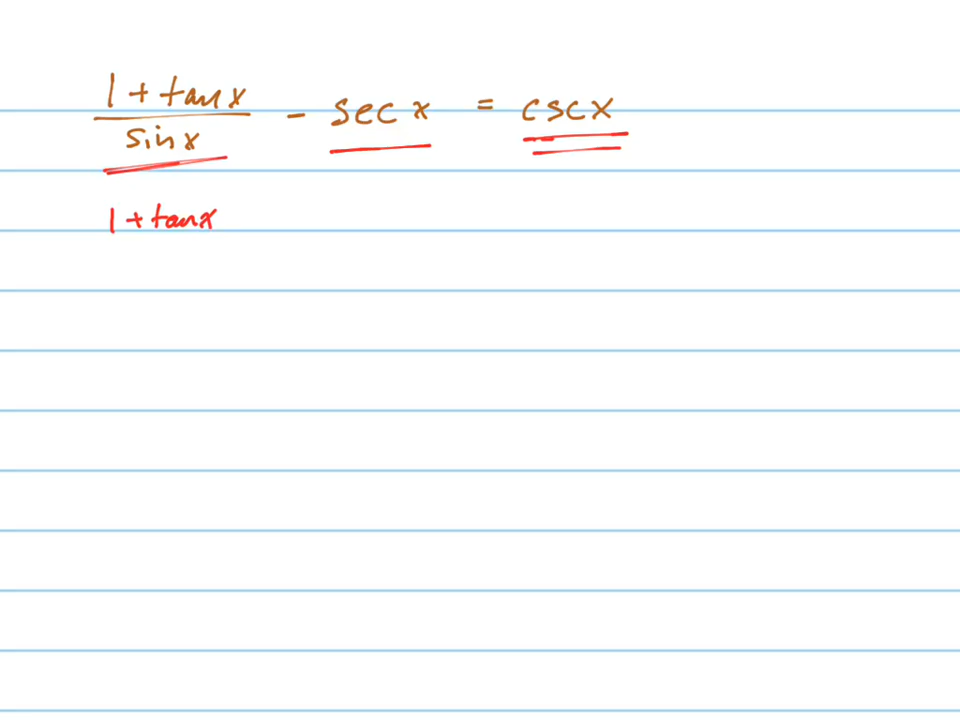 1 + tan x / sin x - sec x = csc x
1 + tan x